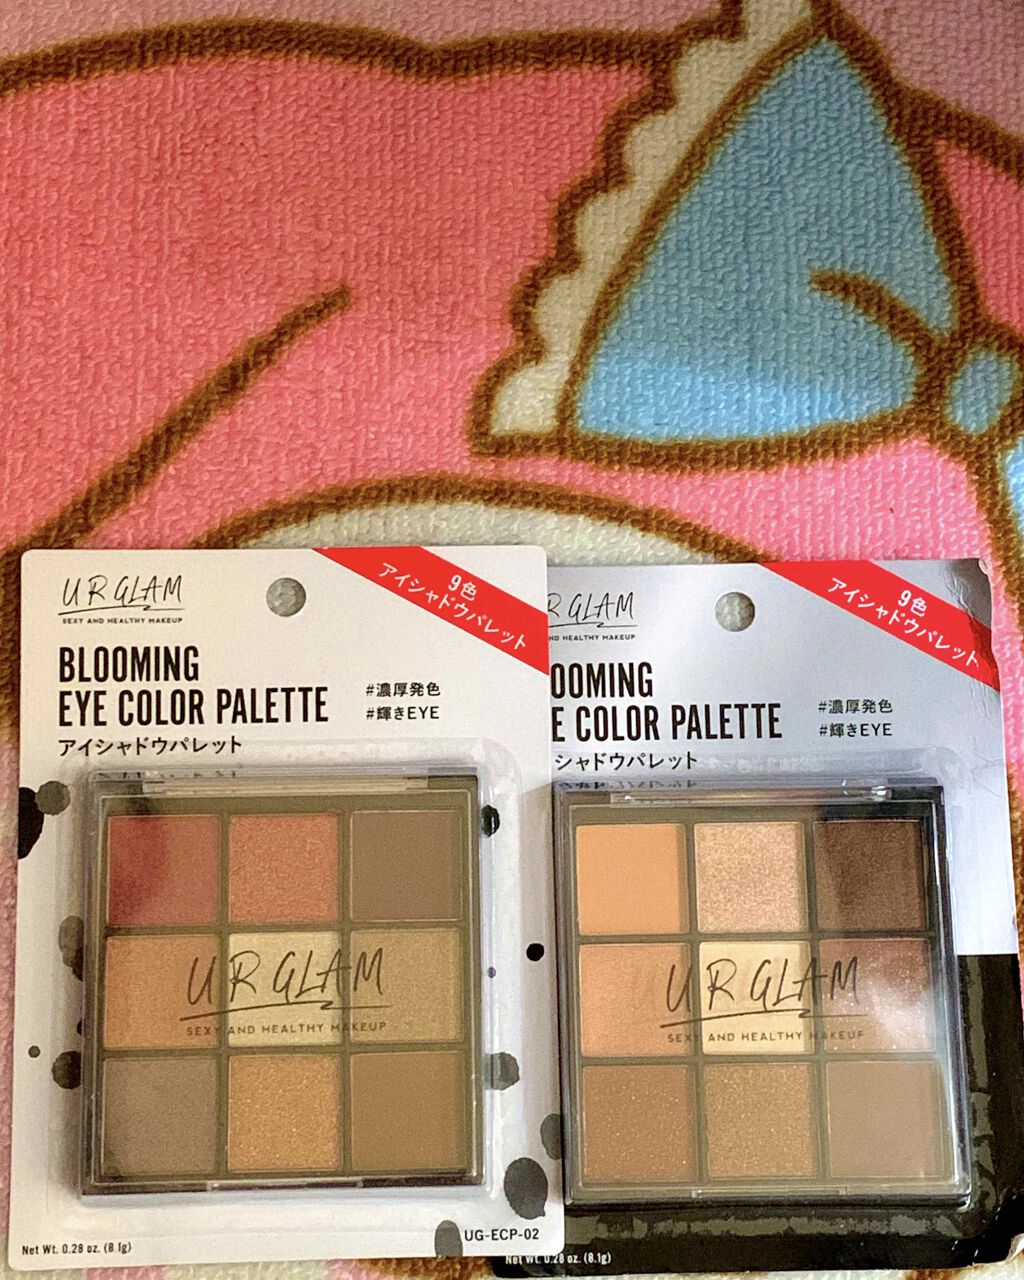 UR GLAM
SEXY AND HEALTHY MAKEUP
9色
アイシャドウパレット
BLOOMING
EYE COLOR PALETTE
アイシャドウパレット
#濃厚発色
#輝きEYE
UR GLAM
SEXY AND HEALTHY MAKEUP
Net Wt. 0.28 oz. (8.1g)
UG-ECP-02
R GLAM
ND HEALTHY MAKEUP
9色
アイシャドウパレット
OOMING
E COLOR PALETTE
シャドウパレット
#濃厚発色
#輝きEYE
UR GLAM
SEXY AND HEALTHY MAKEUP
Net Wt. 0.28 oz. (8.1g)